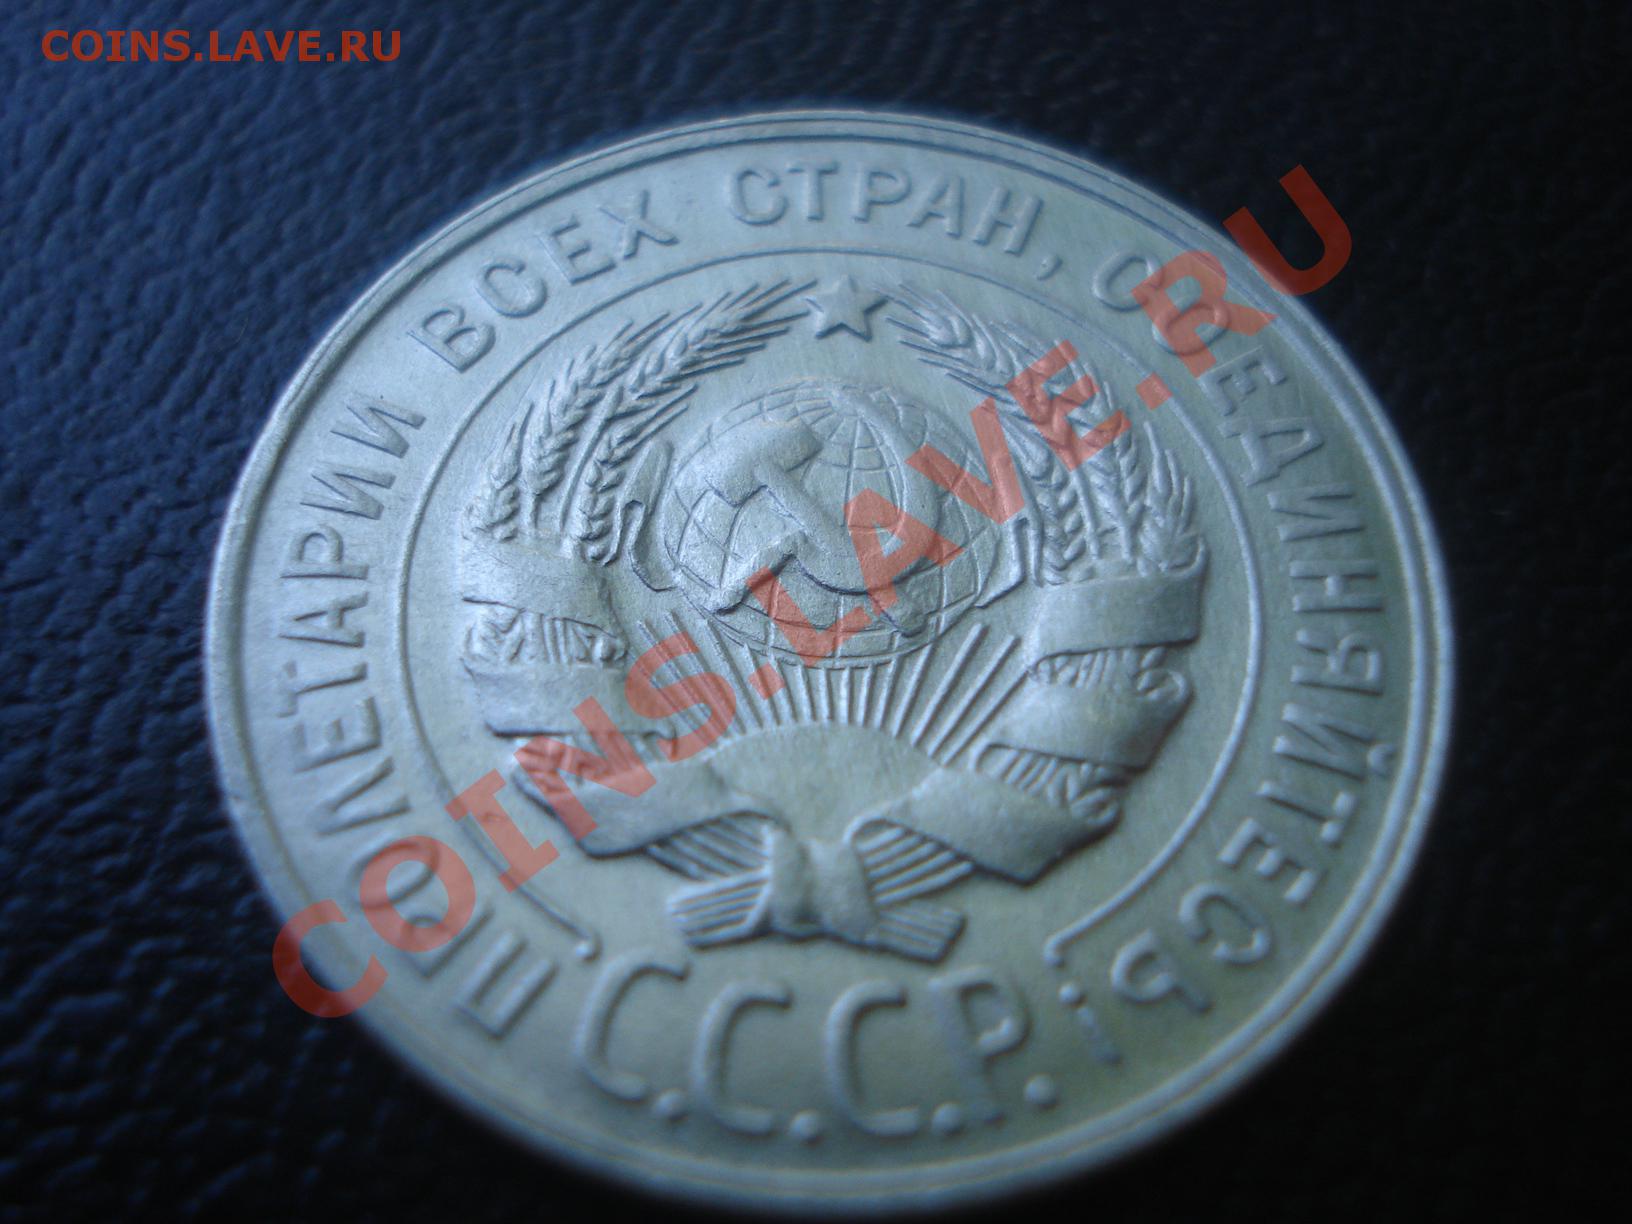 COINS.LAVE.RU
ПРОЛЕТАРИИ ВСЕХ СТРАН, СОЕДИНЯЙТЕСЬ!
С.С.С.Р.
COINS.LAVE.RU